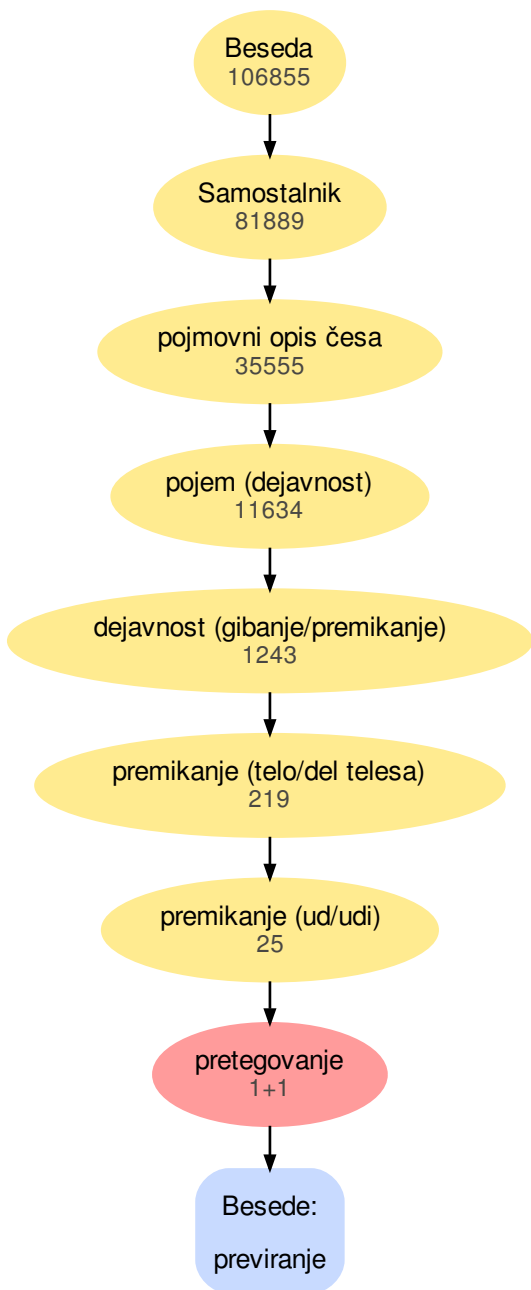 Beseda
106855
Samostalnik
81889
pojmovni opis česa
35555
pojem (dejavnost)
11634
dejavnost (gibanje/premikanje)
1243
premikanje (telo/del telesa)
219
premikanje (ud/udi)
25
pretegovanje
1+1
Besede:
previranje